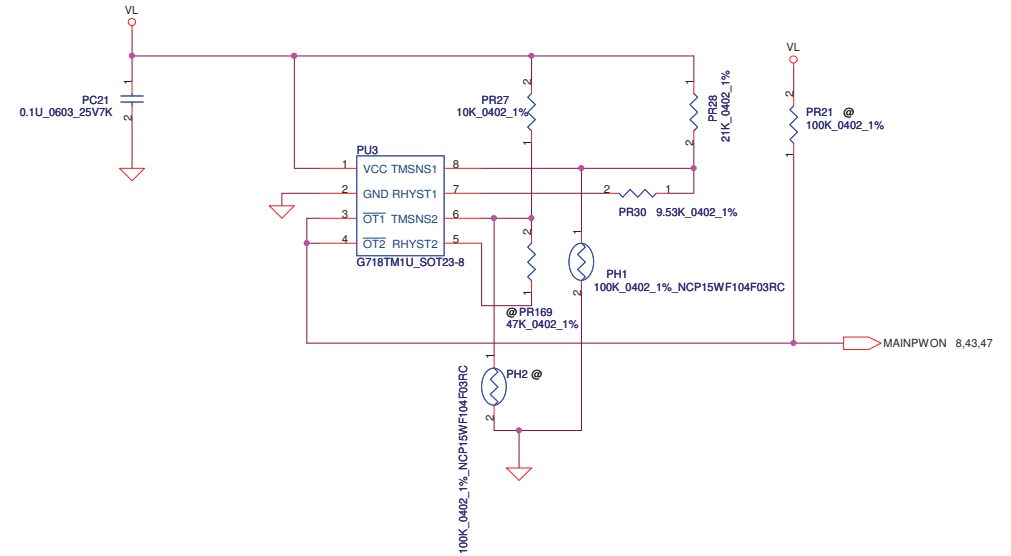 VL
1
PC21
0.1U_0603_25V7K
2
PR27
10K_0402_1%
2
1
1
PR28
21K_0402_1%
2
VL
2
PR21 @
100K_0402_1%
1
PU3
1 VCC TMSNS1 8
2 GND RHYST1 7
3 OT1 TMSNS2 6
4 OT2 RHYST2 5
G718TM1U_SOT23-8
2 1
PR30 9.53K_0402_1%
2
1
@ PR169
47K_0402_1%
1
PH1
100K_0402_1%_NCP15WF104F03RC
2
MAINPWON 8,43,47
1
PH2 @
2
100K_0402_1%_NCP15WF104F03RC